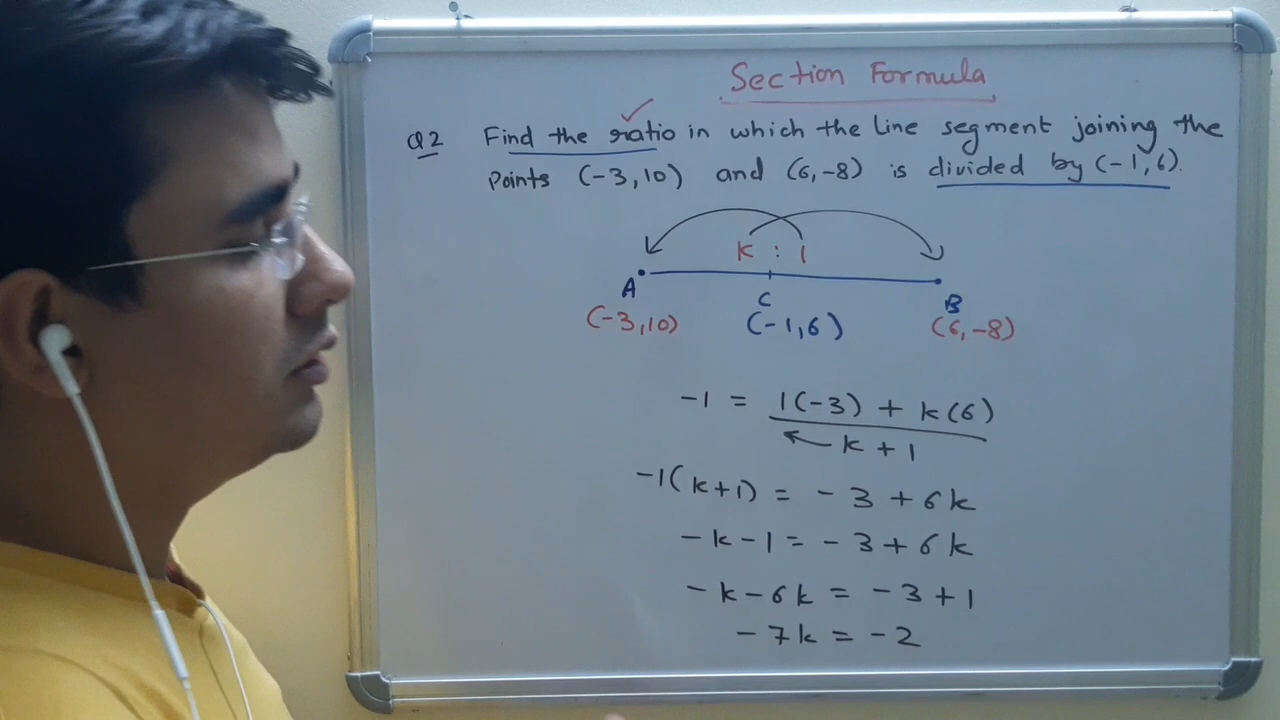 Section Formula
Q2 Find the ratio in which the line segment joining the
points (-3,10) and (6,-8) is divided by (-1,6).
k : 1
A C B
(-3,10) (-1,6) (6,-8)
-1 = 1(-3) + k(6)
k + 1
-1(k+1) = -3+6k
-k-1 = -3+6k
-k-6k = -3+1
-7k = -2